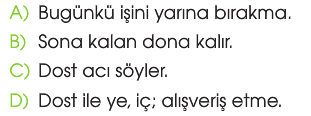 A) Bugünkü işini yarına bırakma.
B) Sona kalan dona kalır.
C) Dost acı söyler.
D) Dost ile ye, iç; alışveriş etme.